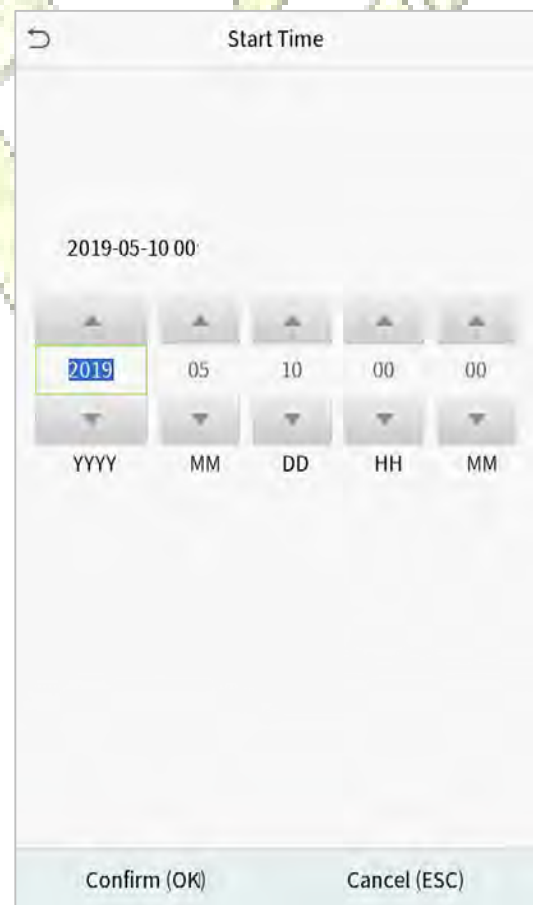 Start Time
2019-05-10 00:
2019 05 10 00 00
YYYY MM DD HH MM
Confirm (OK) Cancel (ESC)